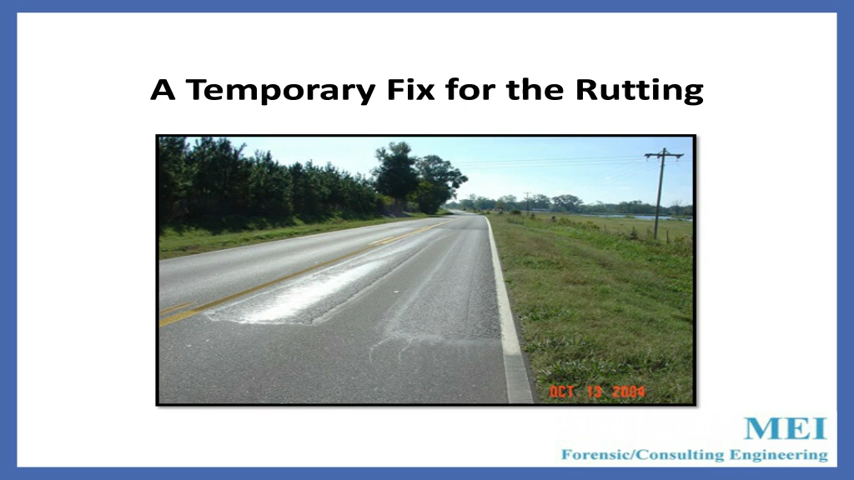 A Temporary Fix for the Rutting
OCT 13 2004
MEI
Forensic/Consulting Engineering